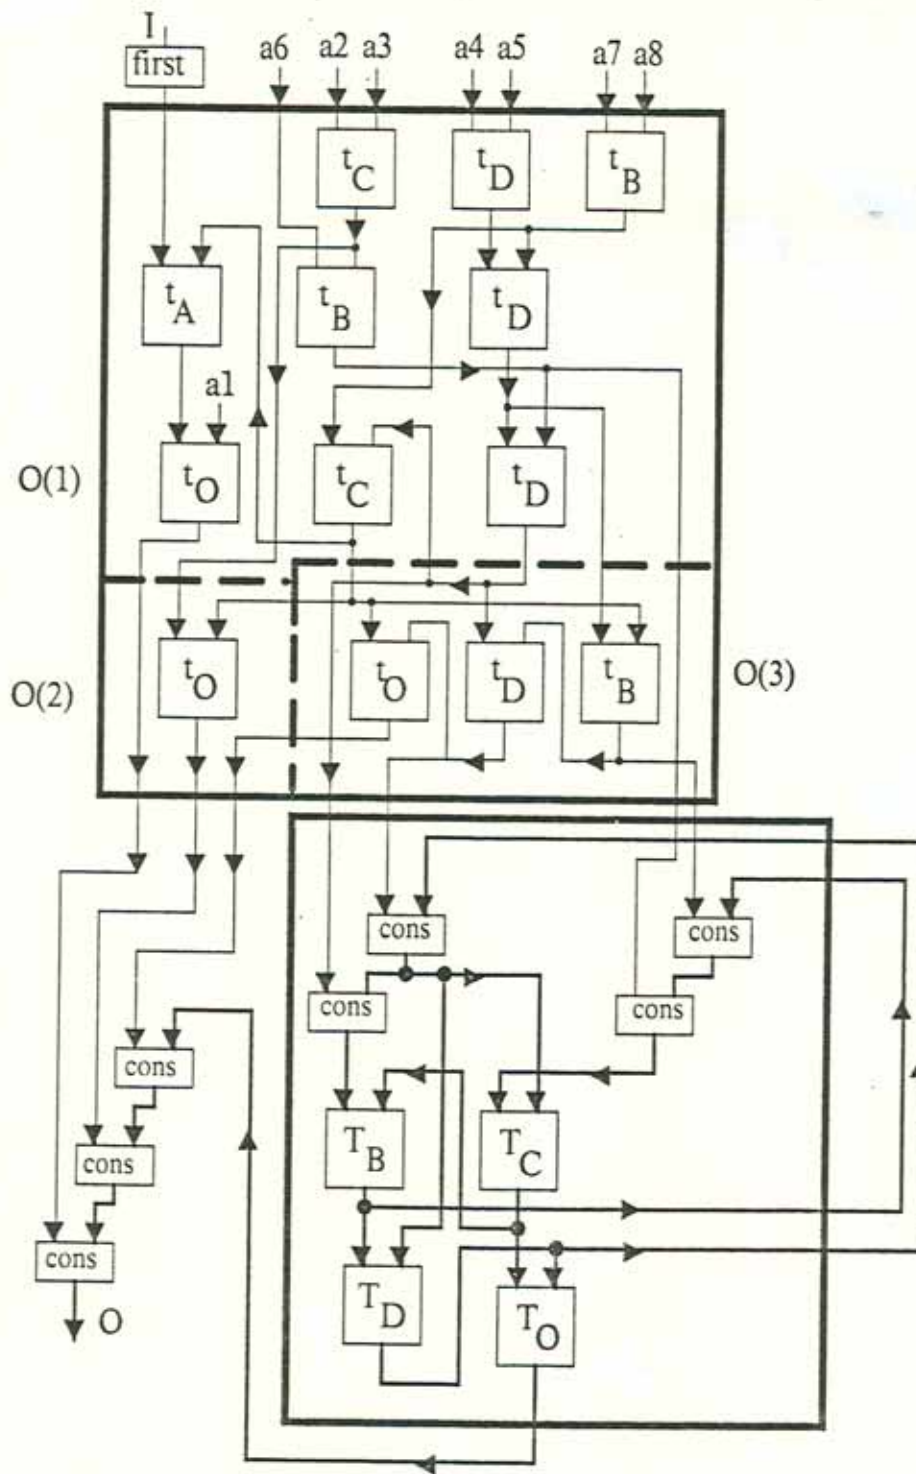 I
first
a6 a2 a3 a4 a5 a7 a8
tC tD tB
tA tB tD
a1
O(1)
tO tC tD
O(2)
tO tO tD tB
O(3)
cons cons
cons cons
cons
TB TC
cons
cons
TD TO
O